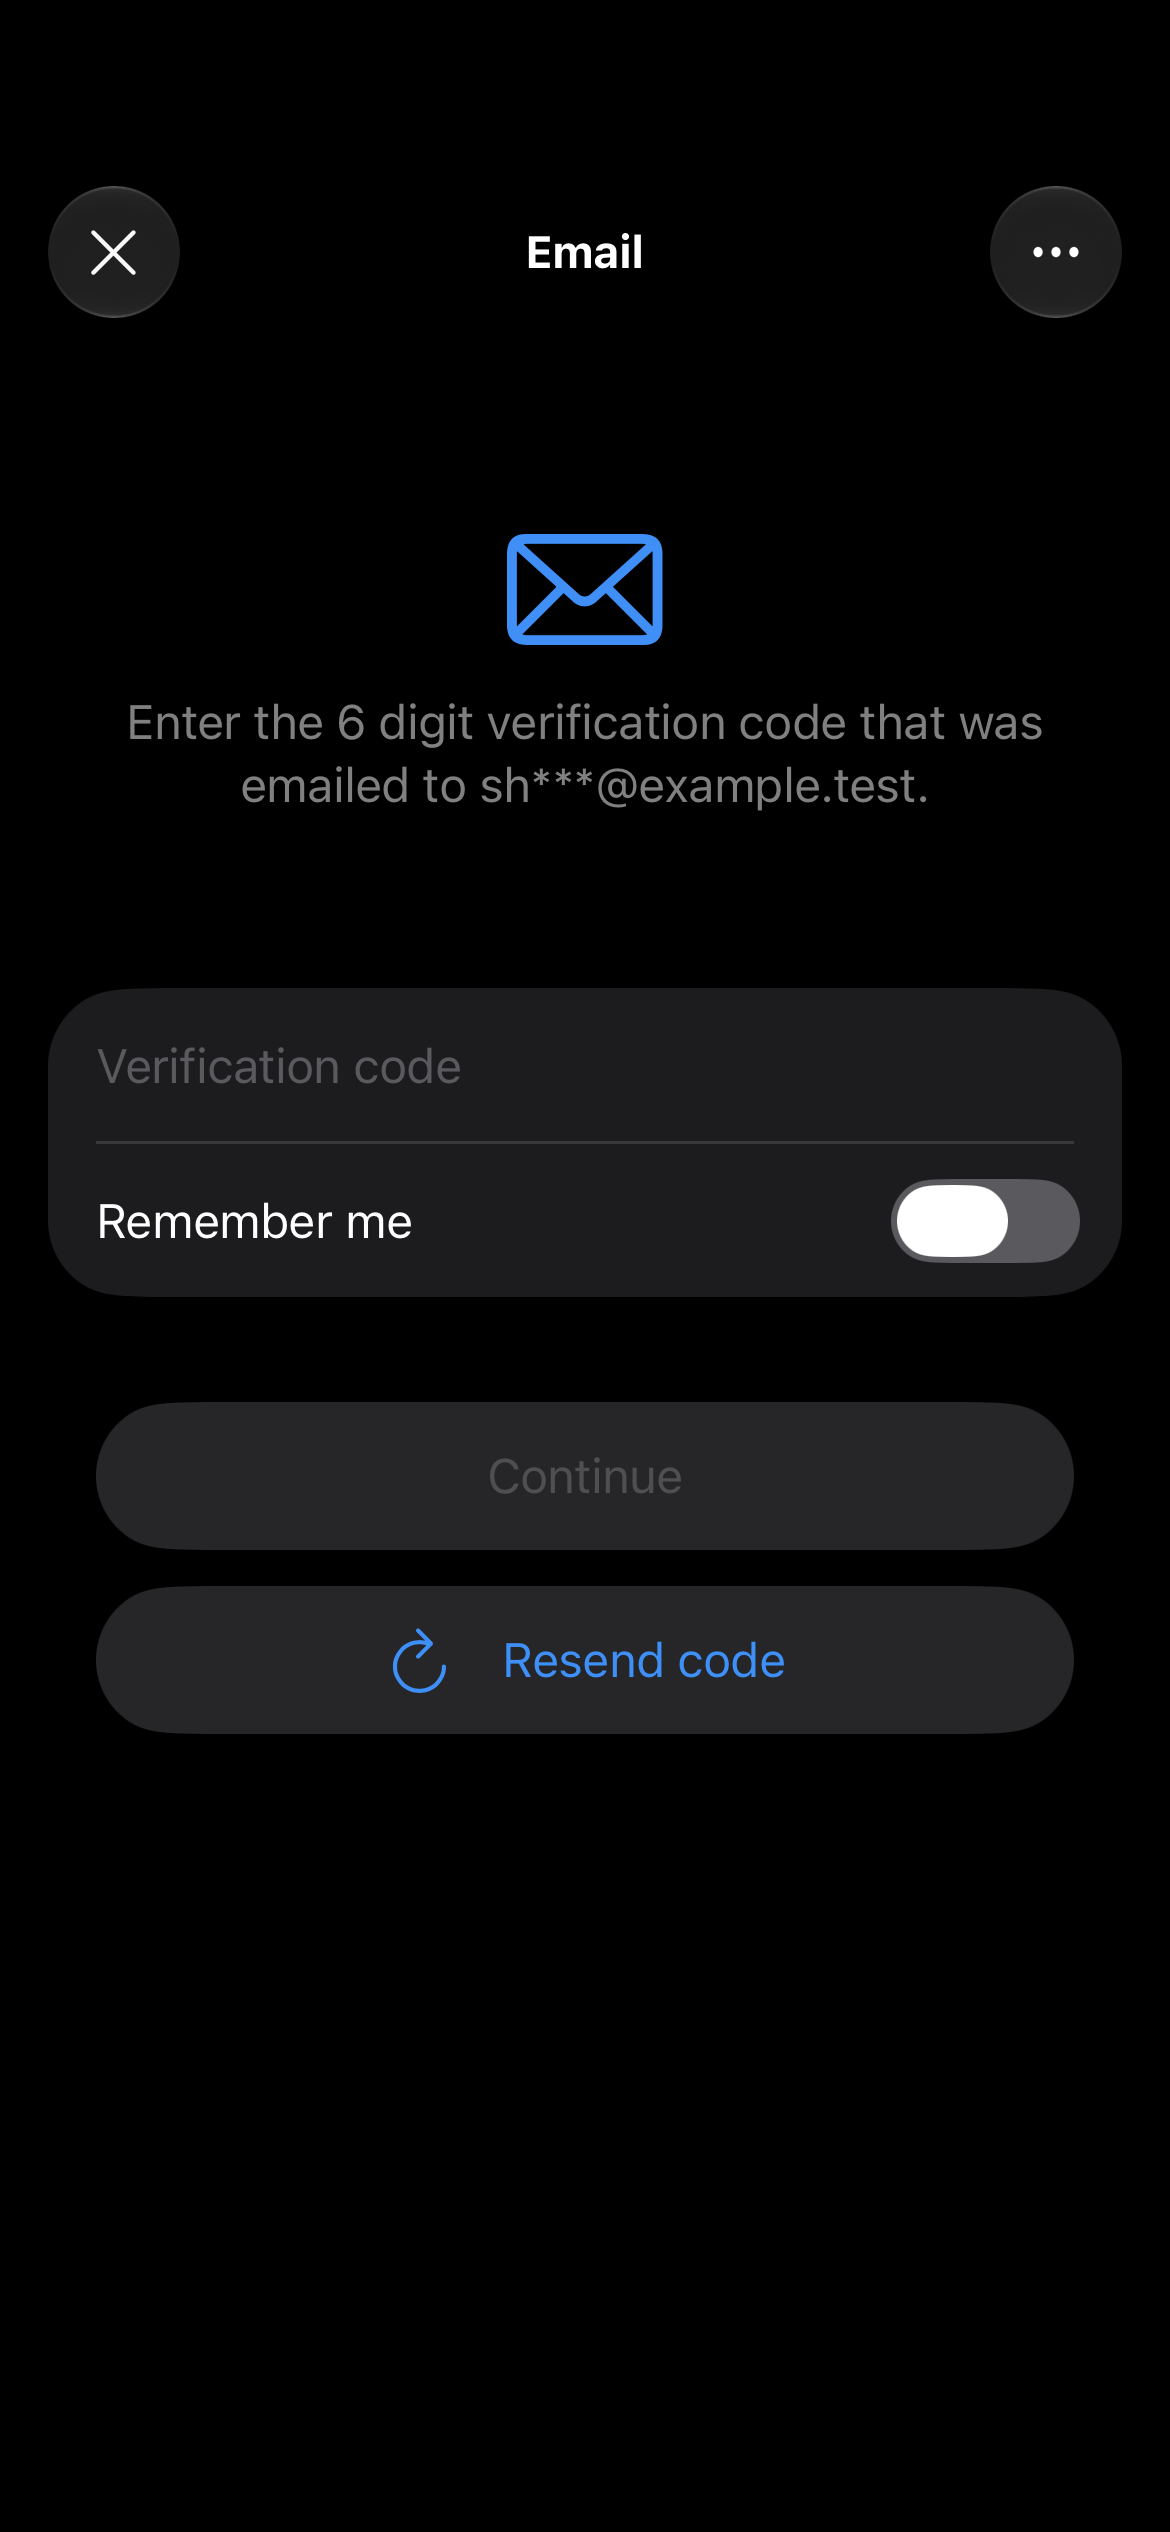 Email
Enter the 6 digit verification code that was
emailed to sh***@example.test.
Verification code
Remember me
Continue
Resend code